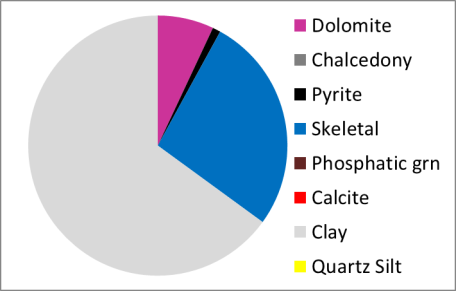 Dolomite
Chalcedony
Pyrite
Skeletal
Phosphatic grn
Calcite
Clay
Quartz Silt